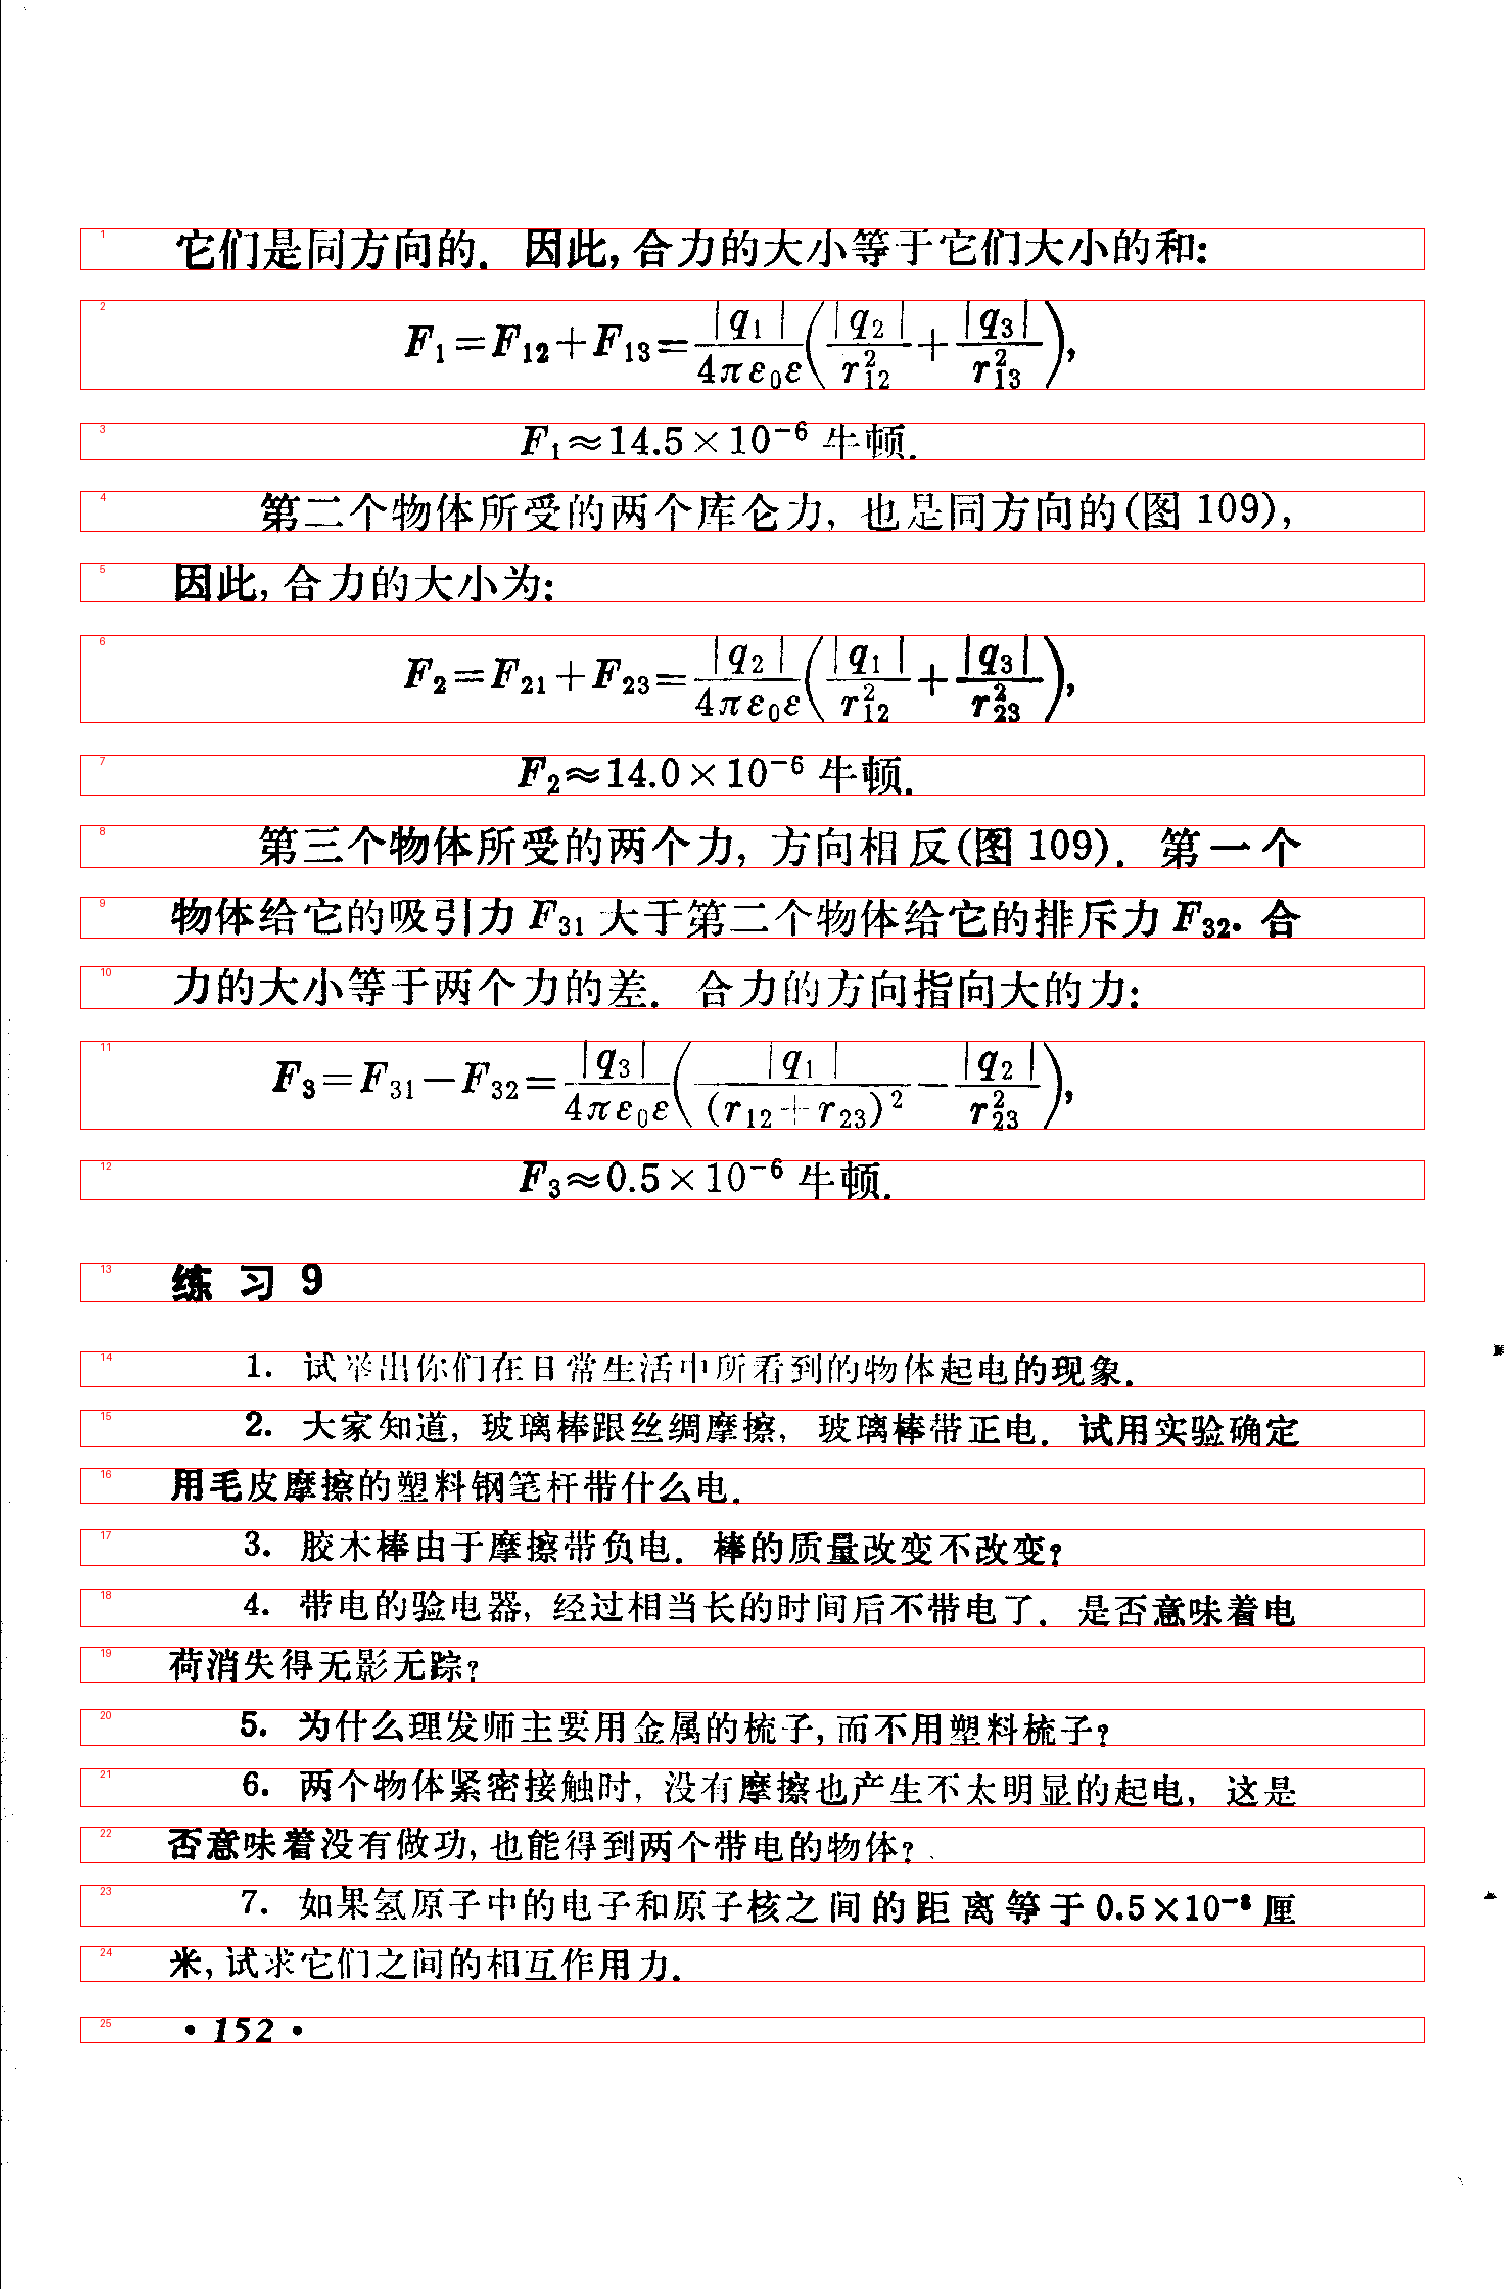 它们是同方向的. 因此, 合力的大小等于它们大小的和:
F₁=F₁₂+F₁₃=|q₁|/(4πε₀ε)(|q₂|/r₁₂²+|q₃|/r₁₃²),
F₁≈14.5×10⁻⁶ 牛顿.
第二个物体所受的两个库仑力, 也是同方向的(图 109),
因此, 合力的大小为:
F₂=F₂₁+F₂₃=|q₂|/(4πε₀ε)(|q₁|/r₁₂²+|q₃|/r₂₃²),
F₂≈14.0×10⁻⁶ 牛顿.
第三个物体所受的两个力, 方向相反(图 109). 第一个
物体给它的吸引力 F₃₁ 大于第二个物体给它的排斥力 F₃₂. 合
力的大小等于两个力的差. 合力的方向指向大的力:
F₃=F₃₁−F₃₂=|q₃|/(4πε₀ε)(|q₁|/(r₁₂+r₂₃)²−|q₂|/r₂₃²),
F₃≈0.5×10⁻⁶ 牛顿.
练 习 9
1. 试举出你们在日常生活中所看到的物体起电的现象.
2. 大家知道, 玻璃棒跟丝绸摩擦, 玻璃棒带正电. 试用实验确定
用毛皮摩擦的塑料钢笔杆带什么电.
3. 胶木棒由于摩擦带负电. 棒的质量改变不改变?
4. 带电的验电器, 经过相当长的时间后不带电了. 是否意味着电
荷消失得无影无踪?
5. 为什么理发师主要用金属的梳子, 而不用塑料梳子?
6. 两个物体紧密接触时, 没有摩擦也产生不太明显的起电, 这是
否意味着没有做功, 也能得到两个带电的物体?
7. 如果氢原子中的电子和原子核之间的距离等于 0.5×10⁻⁸ 厘
米, 试求它们之间的相互作用力.
• 152 •